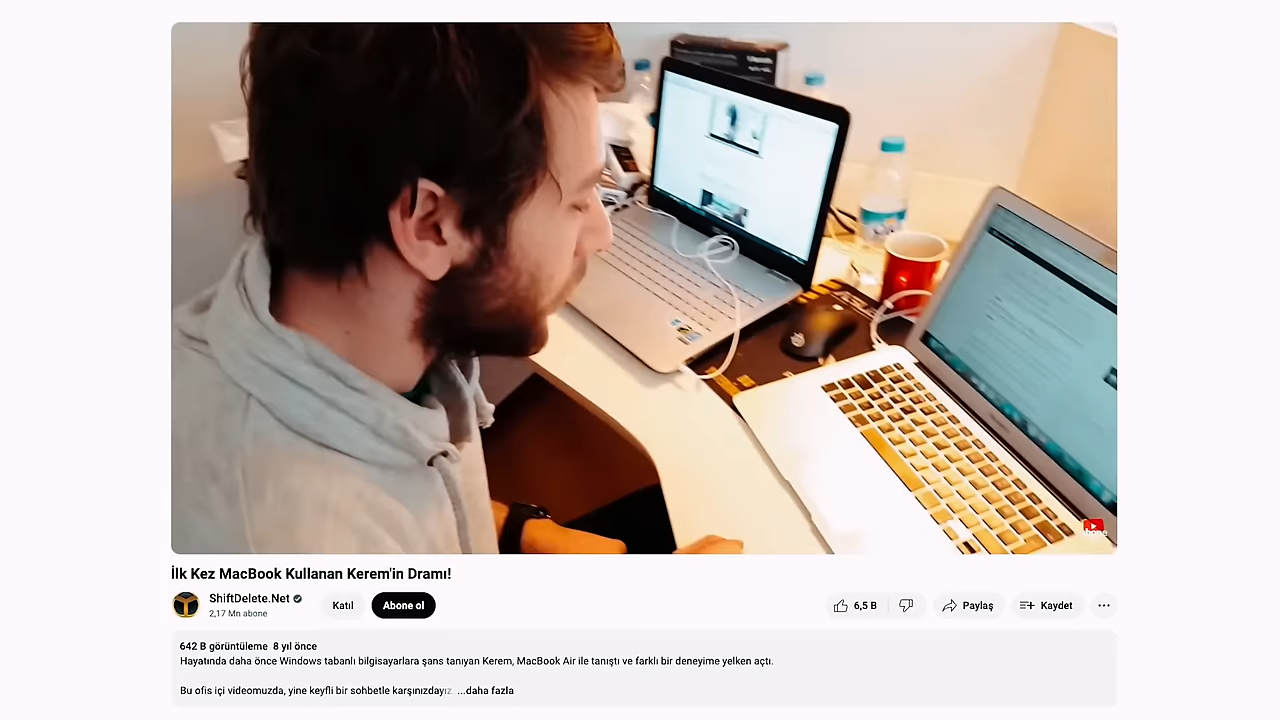 İlk Kez MacBook Kullanan Kerem'in Dramı!
ShiftDelete.Net
2,17 Mn abone
Katıl
Abone ol
6,5 B
Paylaş
Kaydet
642 B görüntüleme 8 yıl önce
Hayatında daha önce Windows tabanlı bilgisayarlara şans tanıyan Kerem, MacBook Air ile tanıştı ve farklı bir deneyime yelken açtı.
Bu ofis içi videomuzda, yine keyfli bir sohbetle karşınızdayız. ...daha fazla